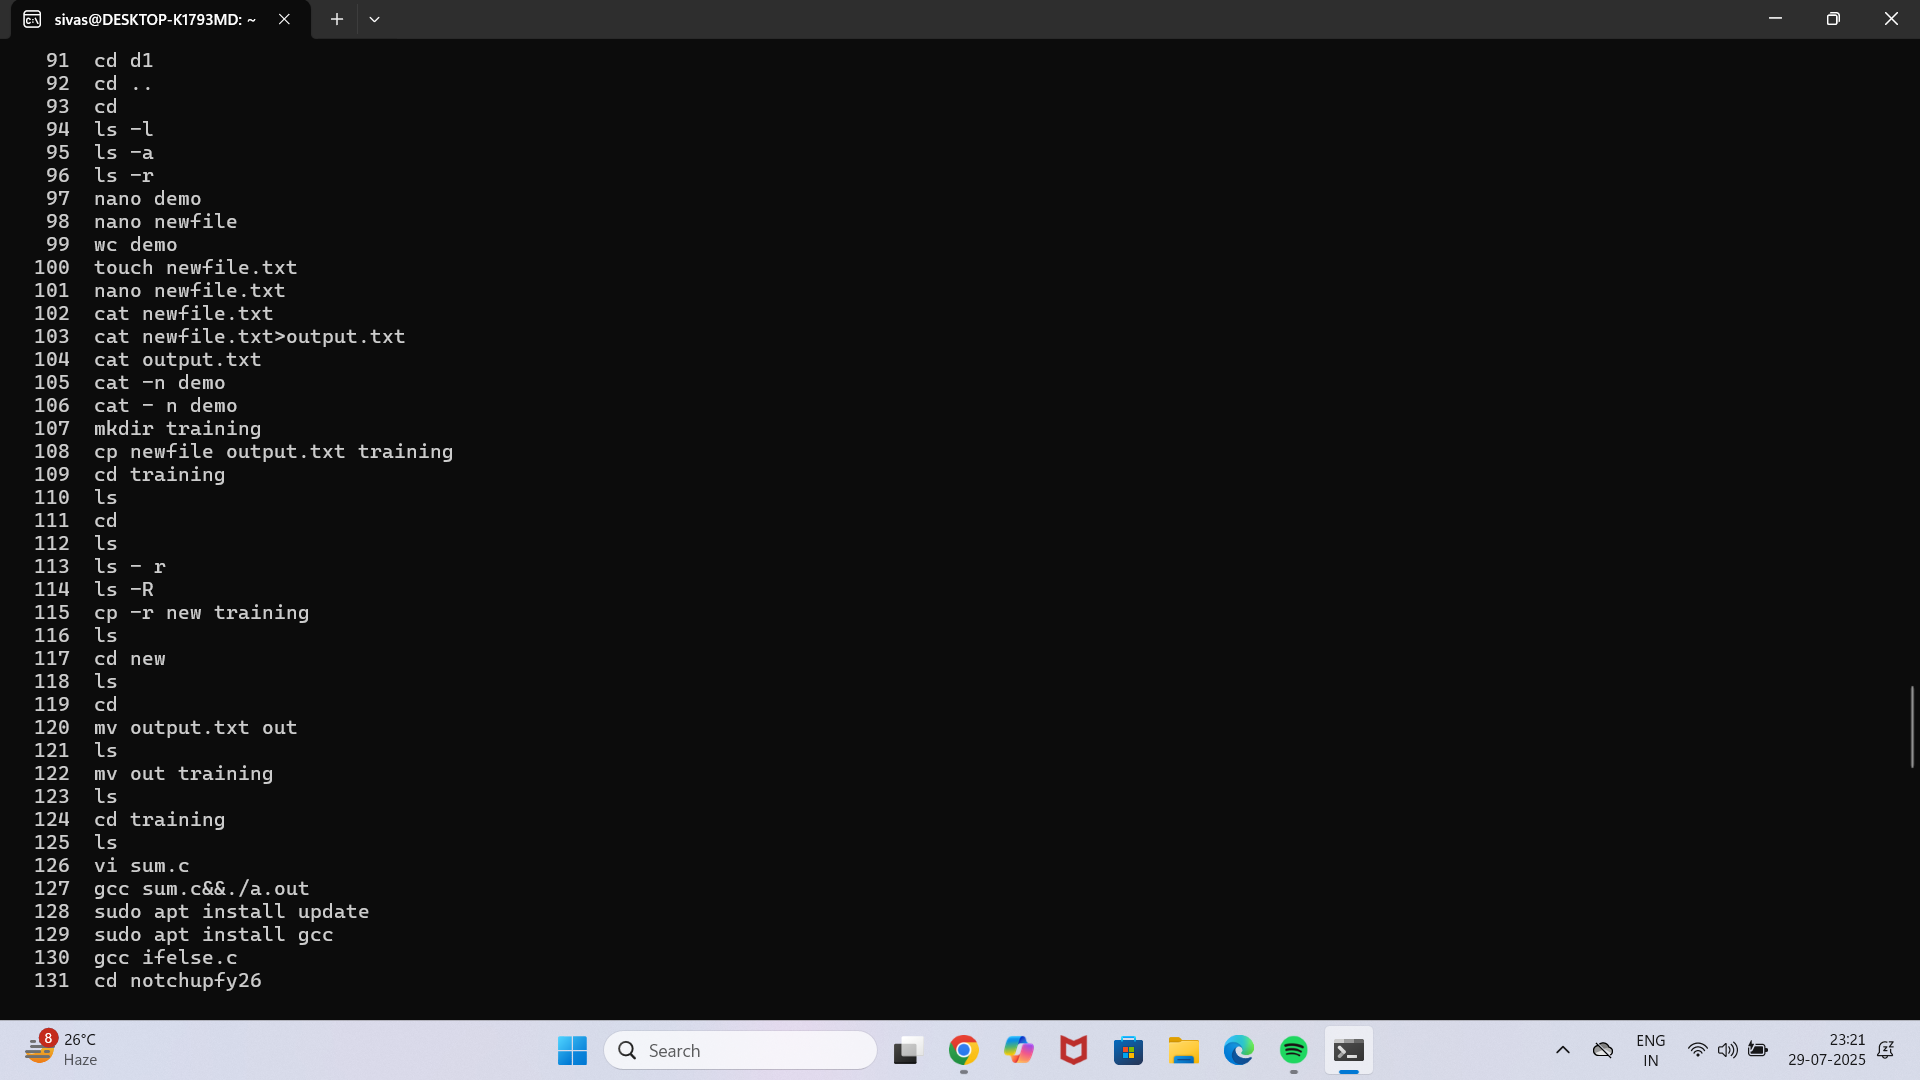 sivas@DESKTOP-K1793MD: ~
91 cd d1
92 cd ..
93 cd
94 ls -l
95 ls -a
96 ls -r
97 nano demo
98 nano newfile
99 wc demo
100 touch newfile.txt
101 nano newfile.txt
102 cat newfile.txt
103 cat newfile.txt>output.txt
104 cat output.txt
105 cat -n demo
106 cat - n demo
107 mkdir training
108 cp newfile output.txt training
109 cd training
110 ls
111 cd
112 ls
113 ls - r
114 ls -R
115 cp -r new training
116 ls
117 cd new
118 ls
119 cd
120 mv output.txt out
121 ls
122 mv out training
123 ls
124 cd training
125 ls
126 vi sum.c
127 gcc sum.c&&./a.out
128 sudo apt install update
129 sudo apt install gcc
130 gcc ifelse.c
131 cd notchupfy26
8
26°C
Haze
Search
ENG
IN
23:21
29-07-2025